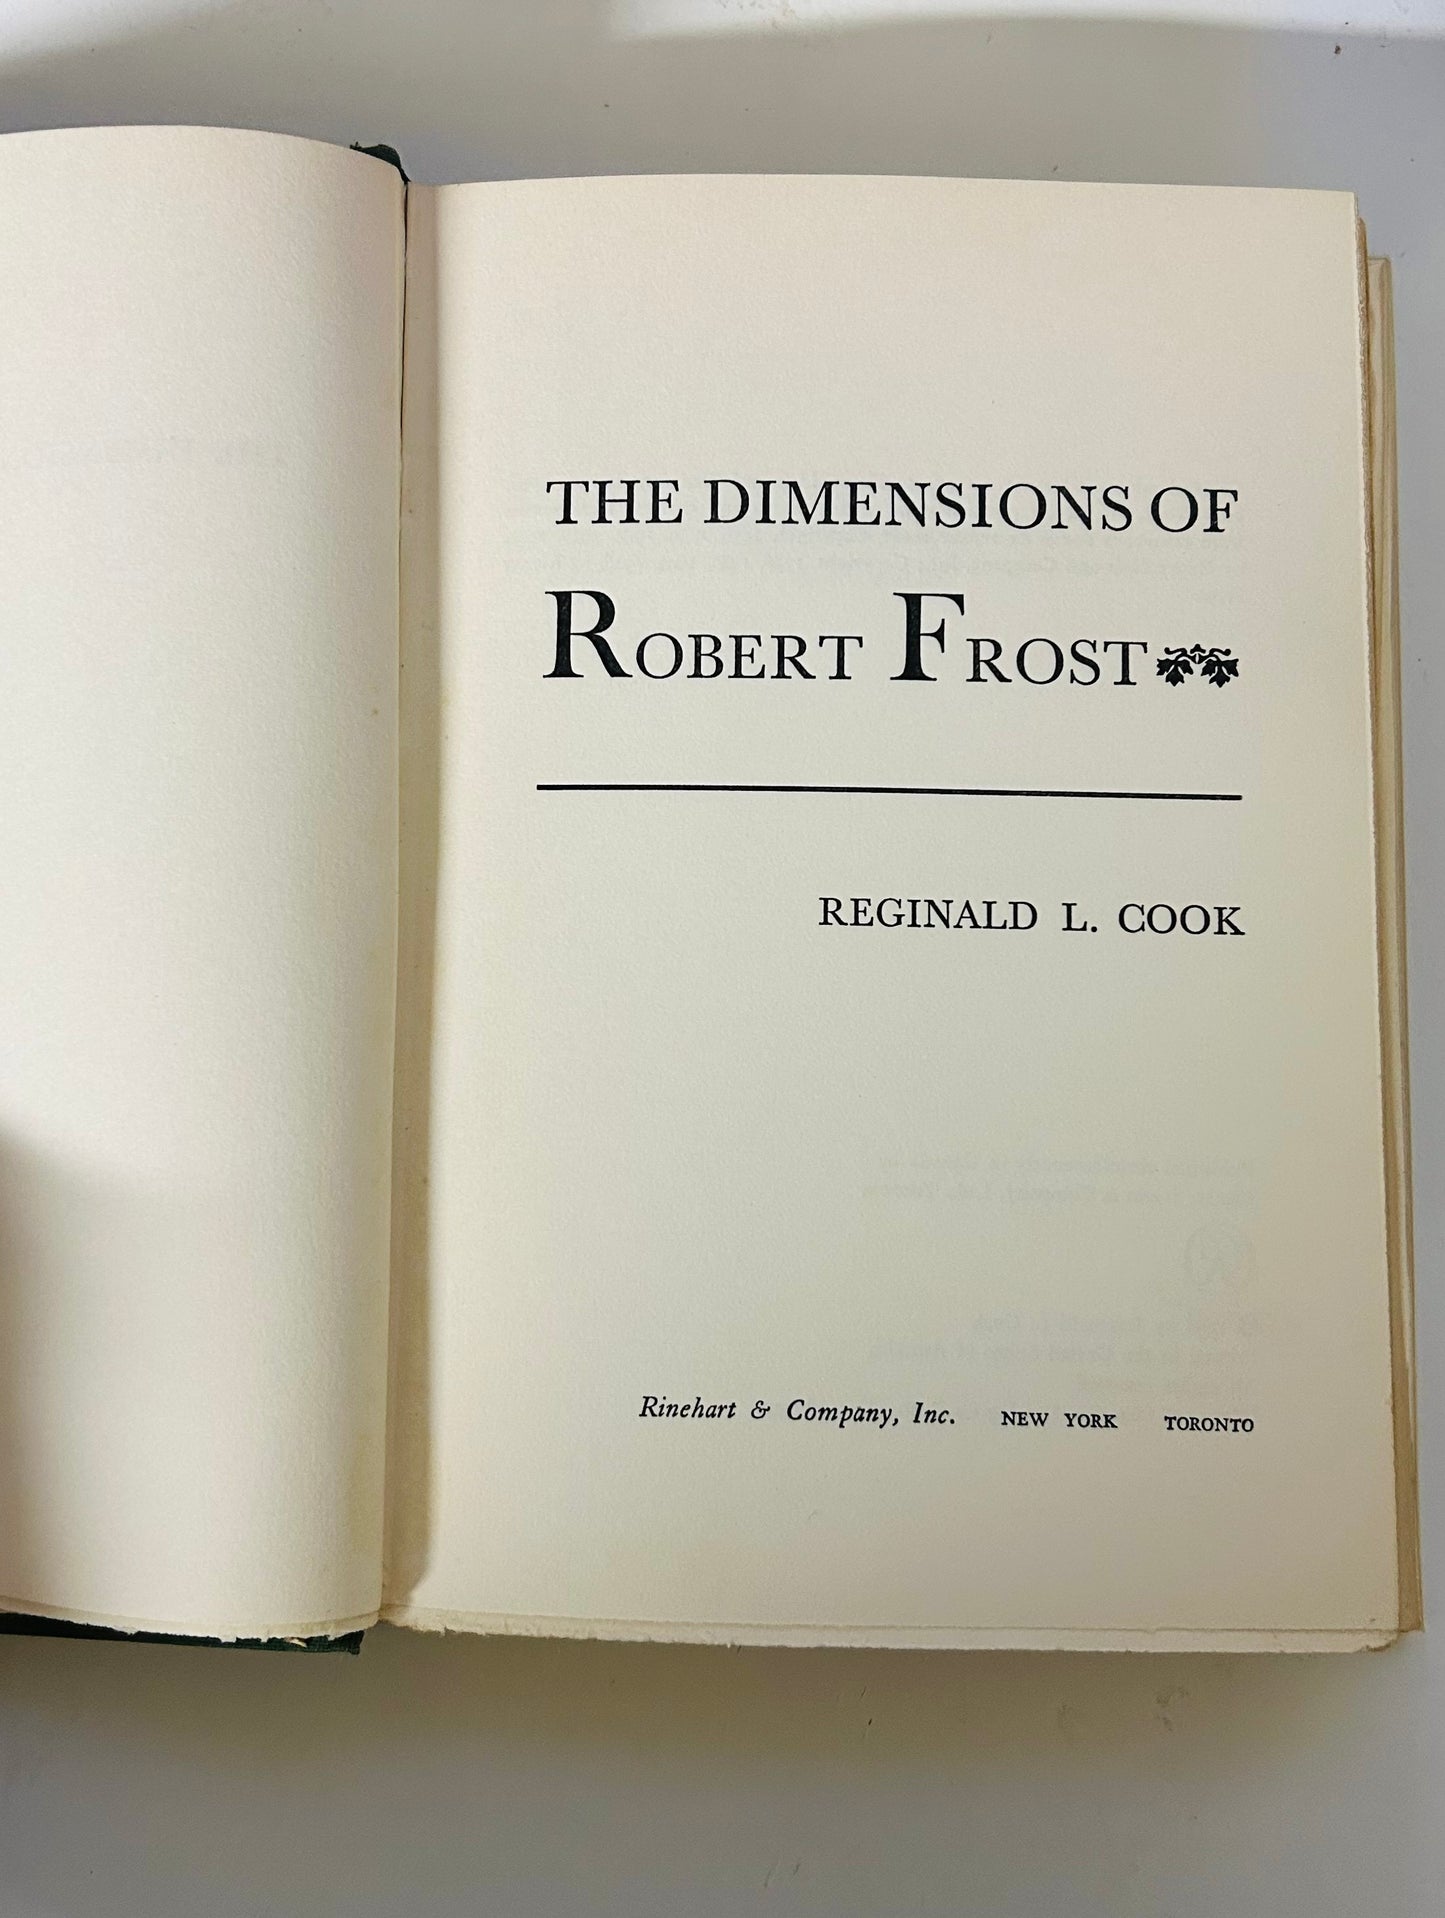 THE DIMENSIONS OF
ROBERT FROST
REGINALD L. COOK
Rinehart & Company, Inc. NEW YORK TORONTO